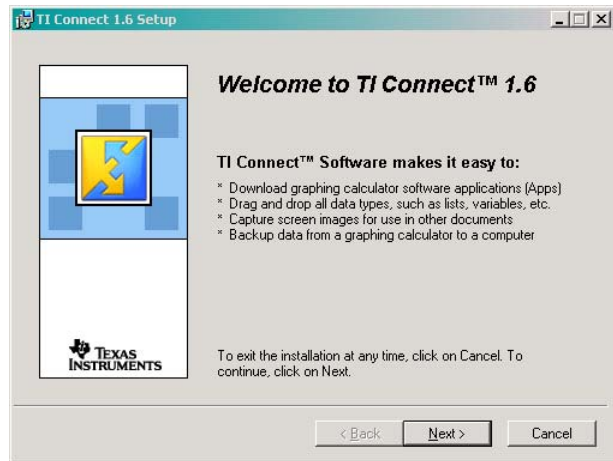 TI Connect 1.6 Setup
Welcome to TI Connect™ 1.6
TI Connect™ Software makes it easy to:
* Download graphing calculator software applications (Apps)
* Drag and drop all data types, such as lists, variables, etc.
* Capture screen images for use in other documents
* Backup data from a graphing calculator to a computer
TEXAS
INSTRUMENTS
To exit the installation at any time, click on Cancel. To
continue, click on Next.
< Back Next > Cancel